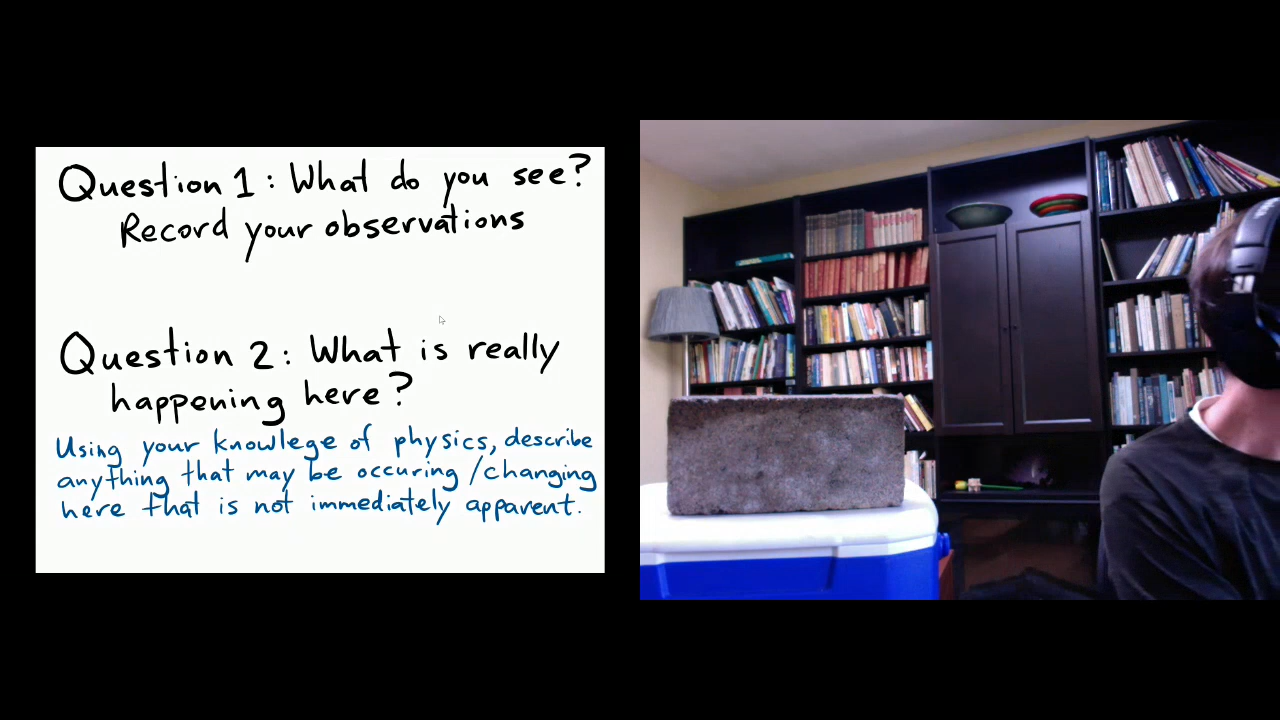 Question 1: What do you see?
Record your observations
Question 2: What is really
happening here?
Using your knowlege of physics, describe
anything that may be occuring/changing
here that is not immediately apparent.